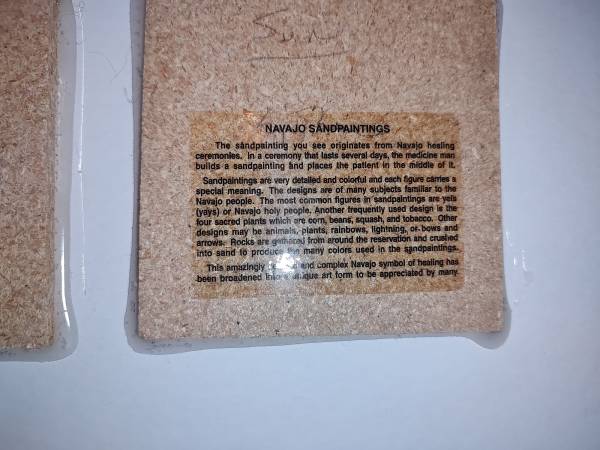 Sun
NAVAJO SANDPAINTINGS
The sandpainting you see originates from Navajo healing
ceremonies. In a ceremony that lasts several days, the medicine man
builds a sandpainting and places the patient in the middle of it.
Sandpaintings are very detailed and colorful and each figure carries a
special meaning. The designs are of many subjects familiar to the
Navajo people. The most common figures in sandpaintings are yeis
(yays) or Navajo holy people. Another frequently used design is the
four sacred plants which are corn, beans, squash, and tobacco. Other
designs may be animals, plants, rainbows, lightning, or bows and
arrows. Rocks are gathered from around the reservation and crushed
into sand to produce the many colors used in the sandpaintings.
This amazingly and complex Navajo symbol of healing has
been broadened into a unique art form to be appreciated by many.